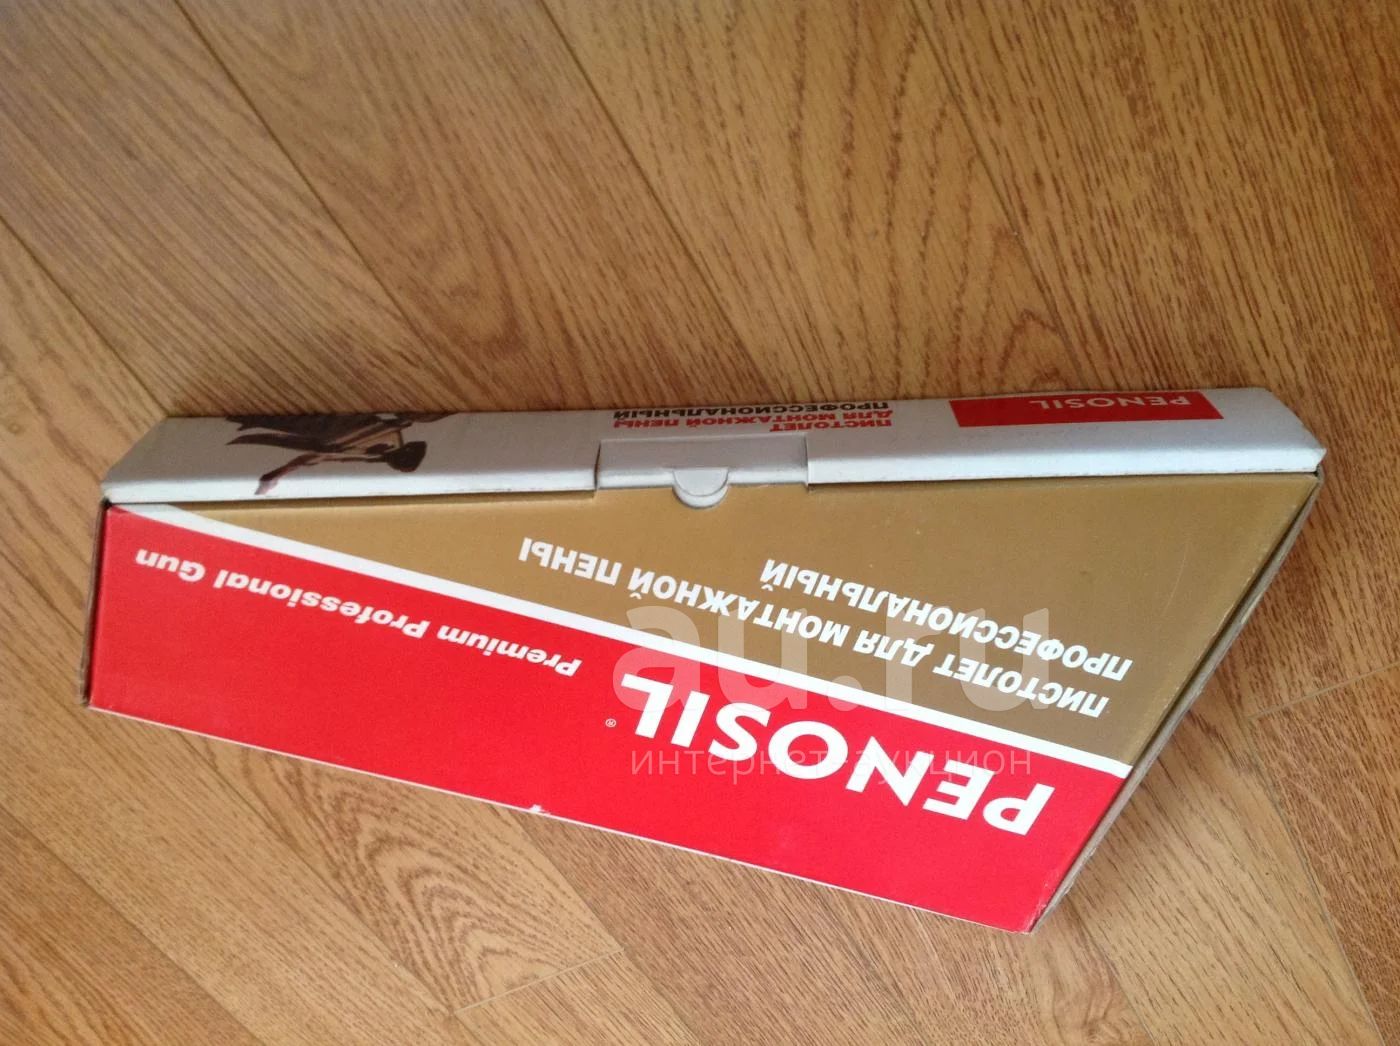 PENOSIL®
Premium Professional Gun
ПИСТОЛЕТ ДЛЯ МОНТАЖНОЙ ПЕНЫ
ПРОФЕССИОНАЛЬНЫЙ
PENOSIL
ПИСТОЛЕТ
ДЛЯ МОНТАЖНОЙ ПЕНЫ
ПРОФЕССИОНАЛЬНЫЙ
au.ru
интернет-аукцион